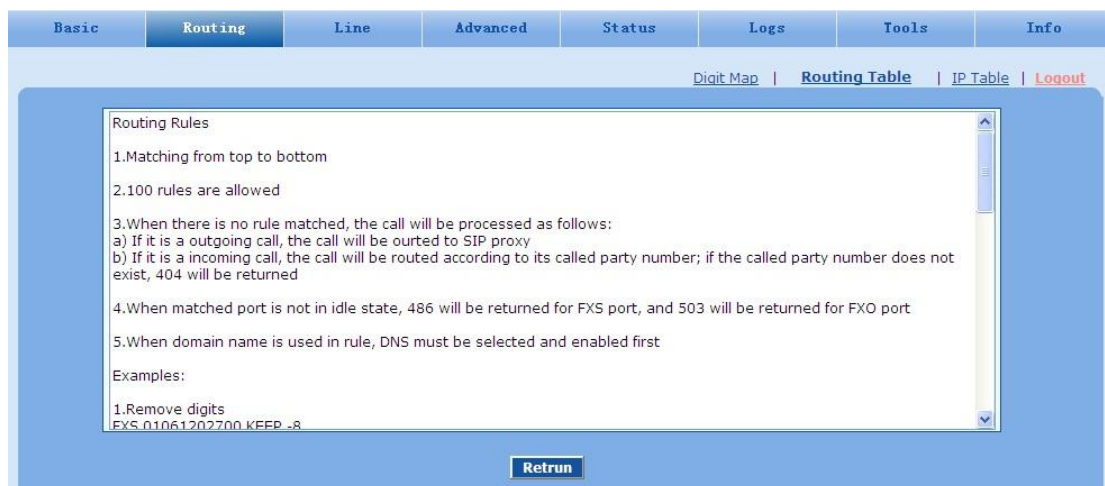 Basic Routing Line Advanced Status Logs Tools Info
Digit Map | Routing Table | IP Table | Logout
Routing Rules
1.Matching from top to bottom
2.100 rules are allowed
3.When there is no rule matched, the call will be processed as follows:
a) If it is a outgoing call, the call will be ourted to SIP proxy
b) If it is a incoming call, the call will be routed according to its called party number; if the called party number does not
exist, 404 will be returned
4.When matched port is not in idle state, 486 will be returned for FXS port, and 503 will be returned for FXO port
5.When domain name is used in rule, DNS must be selected and enabled first
Examples:
1.Remove digits
FXS 01061202700 KEEP -8
Retrun